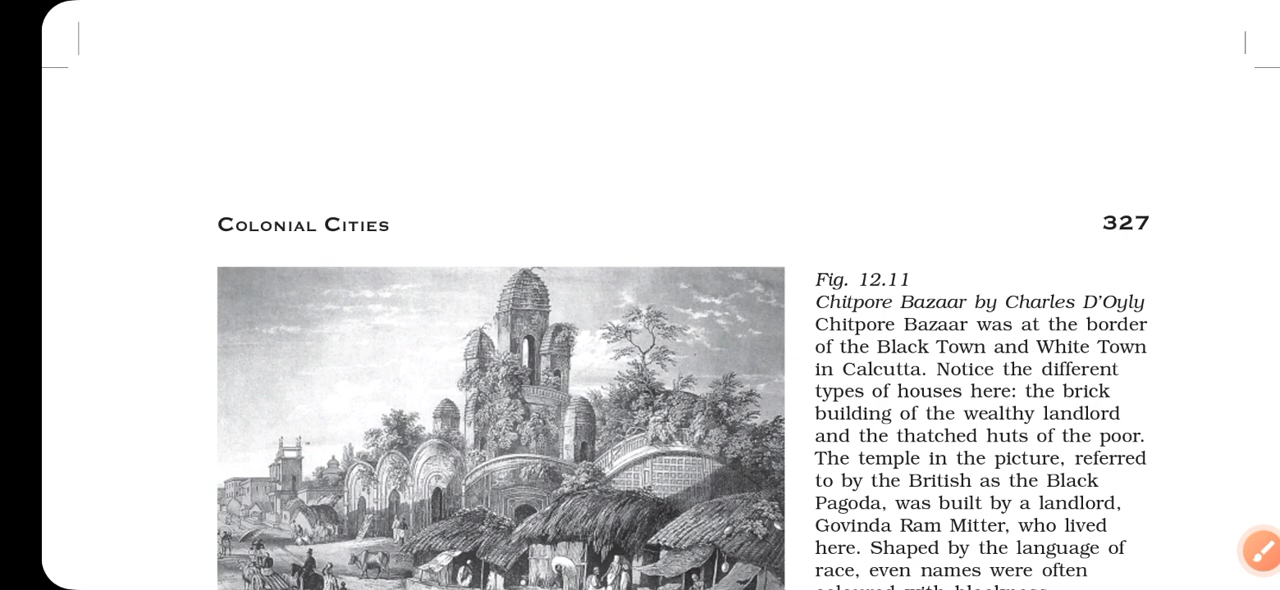 COLONIAL CITIES
327
Fig. 12.11
Chitpore Bazaar by Charles D'Oyly
Chitpore Bazaar was at the border
of the Black Town and White Town
in Calcutta. Notice the different
types of houses here: the brick
building of the wealthy landlord
and the thatched huts of the poor.
The temple in the picture, referred
to by the British as the Black
Pagoda, was built by a landlord,
Govinda Ram Mitter, who lived
here. Shaped by the language of
race, even names were often